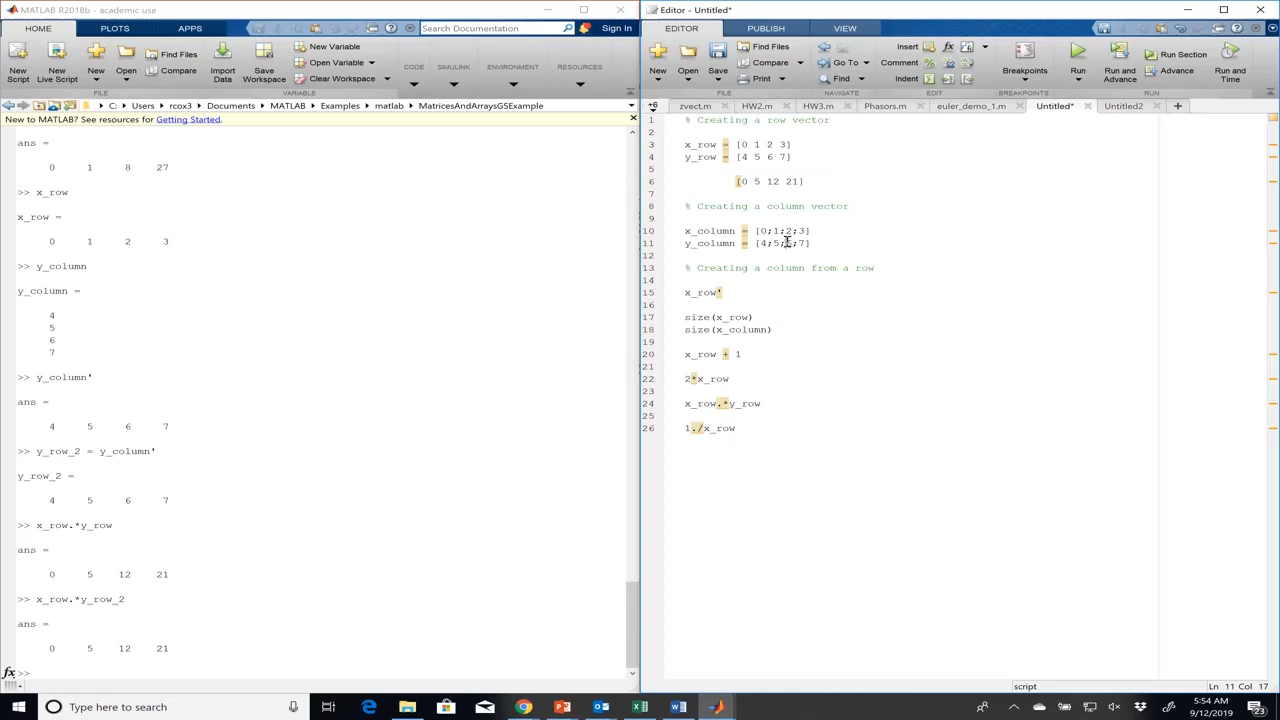 MATLAB R2018b - academic use
HOME PLOTS APPS Search Documentation Sign In
New Script
New Live Script
New
Open
Find Files
Compare
Import Data
Save Workspace
New Variable
Open Variable
Clear Workspace
CODE SIMULINK ENVIRONMENT RESOURCES
FILE VARIABLE
C: Users rcox3 Documents MATLAB Examples matlab MatricesAndArraysGSExample
New to MATLAB? See resources for Getting Started.
ans =
0 1 8 27
>> x_row
x_row =
0 1 2 3
>> y_column
y_column =
4
5
6
7
>> y_column'
ans =
4 5 6 7
>> y_row_2 = y_column'
y_row_2 =
4 5 6 7
>> x_row.*y_row
ans =
0 5 12 21
>> x_row.*y_row_2
ans =
0 5 12 21
fx >>
Editor - Untitled*
EDITOR PUBLISH VIEW
New
Open
Save
Find Files
Compare
Print
Go To
Find
Insert fx
Comment
Indent
Breakpoints
Run
Run and Advance
Run Section
Advance
Run and Time
FILE NAVIGATE EDIT BREAKPOINTS RUN
+6 zvect.m HW2.m HW3.m Phasors.m euler_demo_1.m Untitled* Untitled2
1 % Creating a row vector
2
3 x_row = [0 1 2 3]
4 y_row = [4 5 6 7]
5
6 [0 5 12 21]
7
8 % Creating a column vector
9
10 x_column = [0;1;2;3]
11 y_column = [4;5;6;7]
12
13 % Creating a column from a row
14
15 x_row'
16
17 size(x_row)
18 size(x_column)
19
20 x_row + 1
21
22 2*x_row
23
24 x_row.*y_row
25
26 1./x_row
script Ln 11 Col 17
Type here to search
5:54 AM
9/12/2019
23